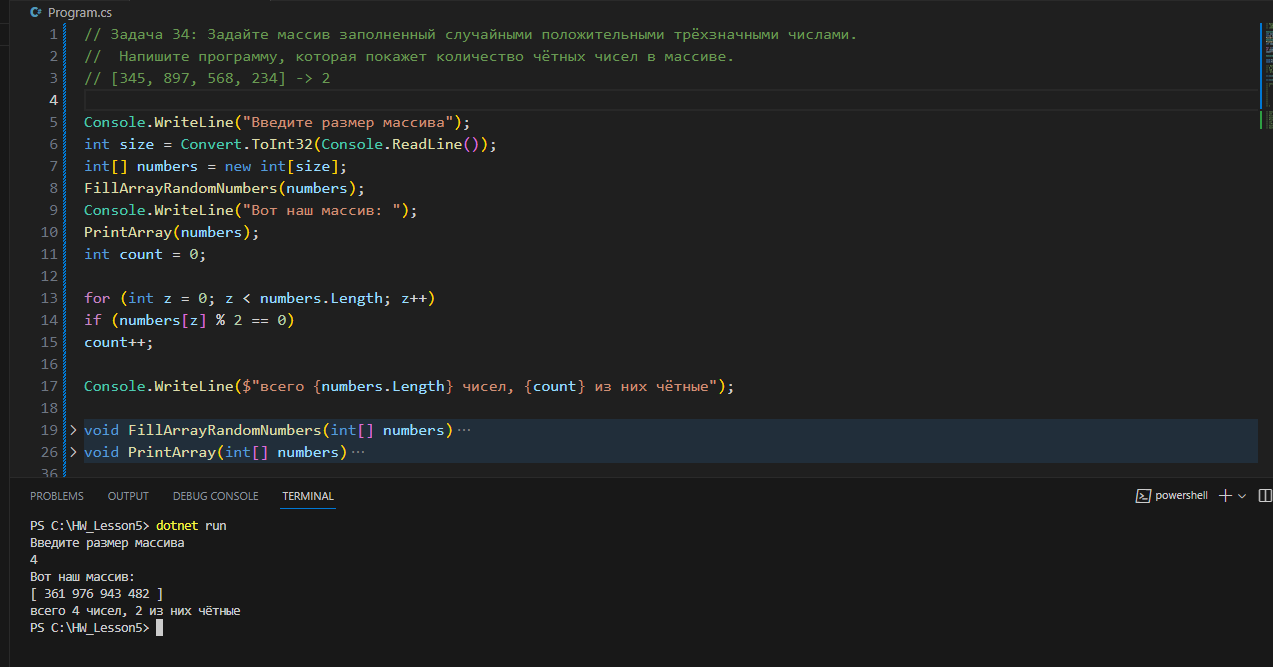 C# Program.cs
1 // Задача 34: Задайте массив заполненный случайными положительными трёхзначными числами.
2 //  Напишите программу, которая покажет количество чётных чисел в массиве.
3 // [345, 897, 568, 234] -> 2
4
5 Console.WriteLine("Введите размер массива");
6 int size = Convert.ToInt32(Console.ReadLine());
7 int[] numbers = new int[size];
8 FillArrayRandomNumbers(numbers);
9 Console.WriteLine("Вот наш массив: ");
10 PrintArray(numbers);
11 int count = 0;
12
13 for (int z = 0; z < numbers.Length; z++)
14 if (numbers[z] % 2 == 0)
15 count++;
16
17 Console.WriteLine($"всего {numbers.Length} чисел, {count} из них чётные");
18
19 > void FillArrayRandomNumbers(int[] numbers) ···
26 > void PrintArray(int[] numbers) ···
36
PROBLEMS OUTPUT DEBUG CONSOLE TERMINAL powershell
PS C:\HW_Lesson5> dotnet run
Введите размер массива
4
Вот наш массив:
[ 361 976 943 482 ]
всего 4 чисел, 2 из них чётные
PS C:\HW_Lesson5>